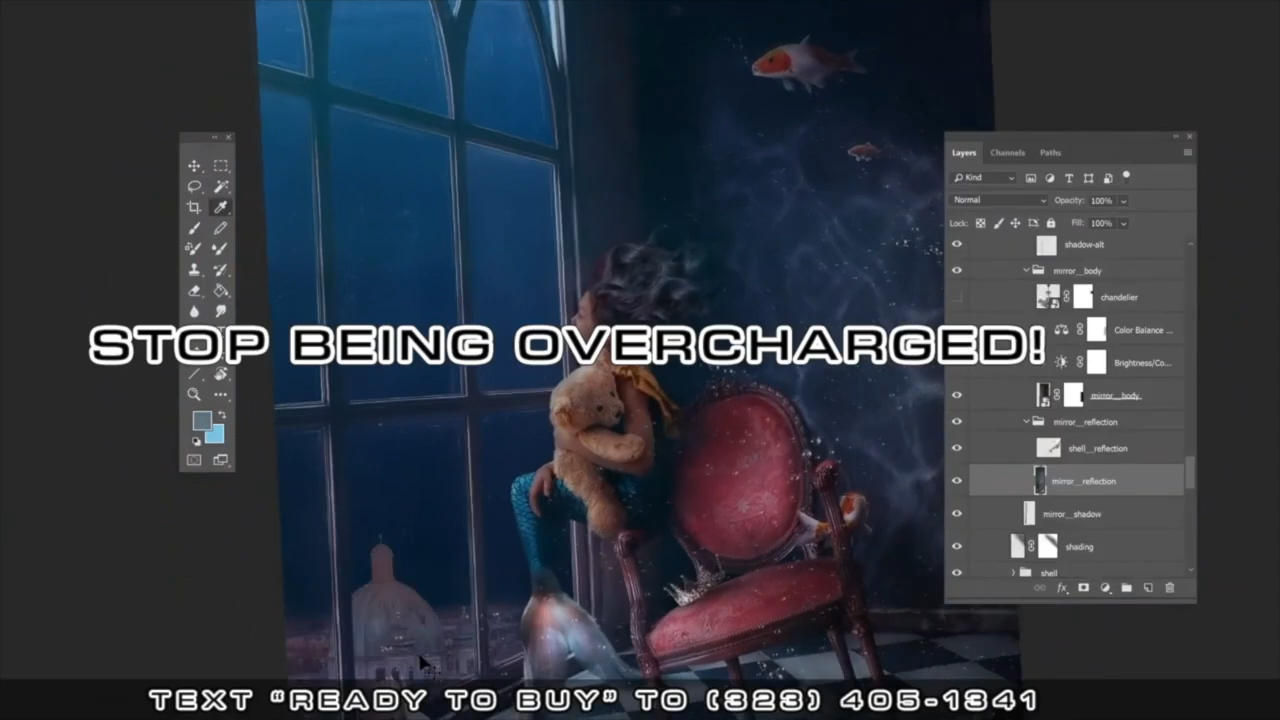 Layers Channels Paths
Kind
Normal Opacity: 100%
Lock: Fill: 100%
shadow-alt
mirror__body
chandelier
Color Balance ...
Brightness/Co...
mirror__body
mirror__reflection
shell__reflection
mirror__reflection
mirror__shadow
shading
shell
fx
STOP BEING OVERCHARGED!
TEXT “READY TO BUY” TO (323) 405-1341